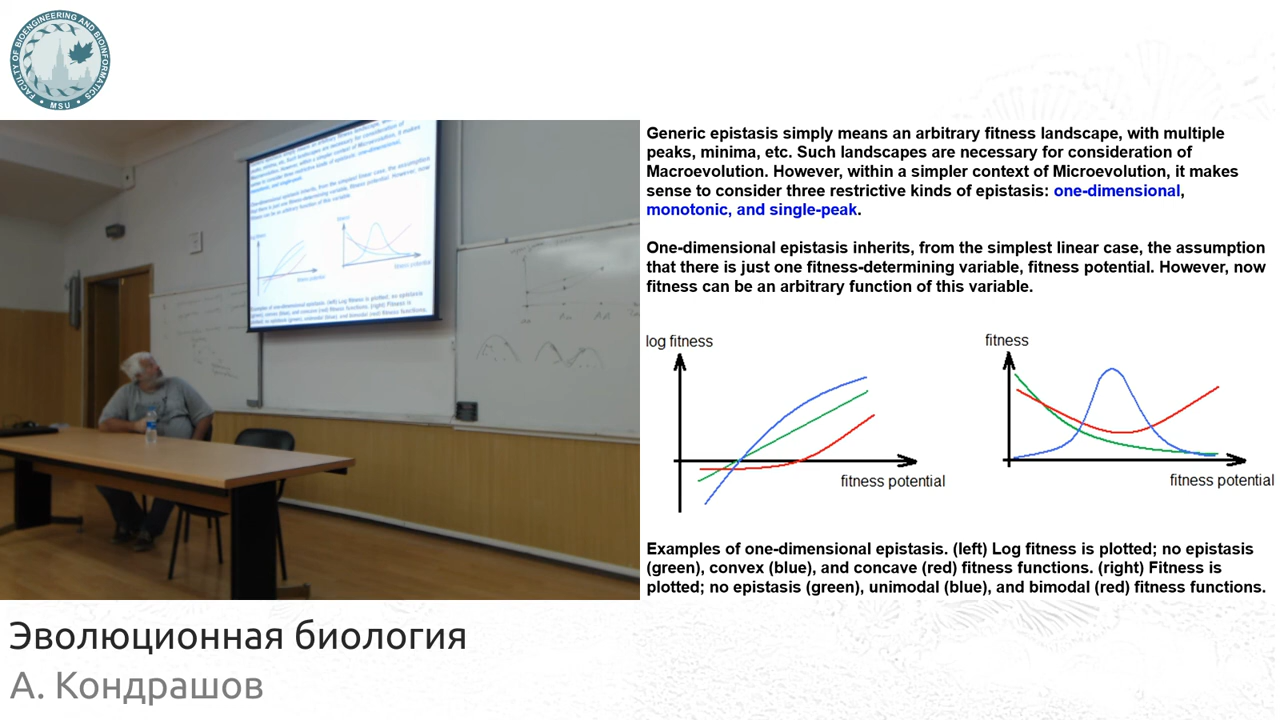 FACULTY OF BIOENGINEERING AND BIOINFORMATICS
• MSU •
Generic epistasis simply means an arbitrary fitness landscape, with multiple
peaks, minima, etc. Such landscapes are necessary for consideration of
Macroevolution. However, within a simpler context of Microevolution, it makes
sense to consider three restrictive kinds of epistasis: one-dimensional,
monotonic, and single-peak.
One-dimensional epistasis inherits, from the simplest linear case, the assumption
that there is just one fitness-determining variable, fitness potential. However, now
fitness can be an arbitrary function of this variable.
log fitness
fitness potential
fitness
fitness potential
Examples of one-dimensional epistasis. (left) Log fitness is plotted; no epistasis
(green), convex (blue), and concave (red) fitness functions. (right) Fitness is
plotted; no epistasis (green), unimodal (blue), and bimodal (red) fitness functions.
Эволюционная биология
А. Кондрашов